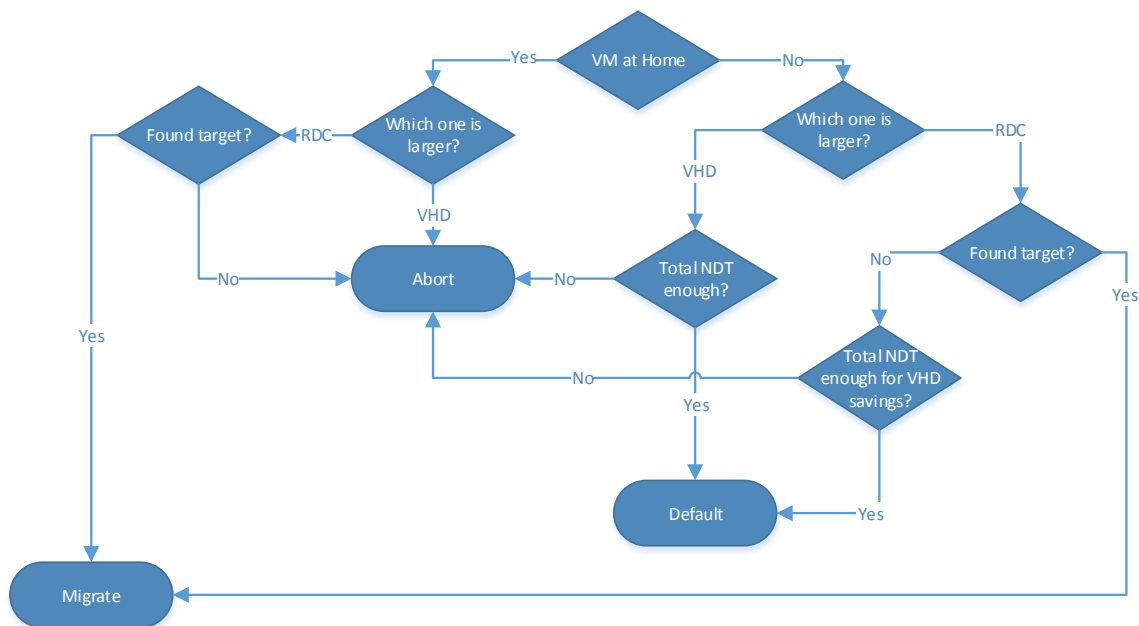 VM at Home
Yes
No
Found target?
RDC
Which one is
larger?
Which one is
larger?
RDC
VHD
VHD
Abort
No
No
Total NDT
enough?
Found target?
No
Yes
Yes
Total NDT
enough for VHD
savings?
No
Yes
Default
Yes
Migrate